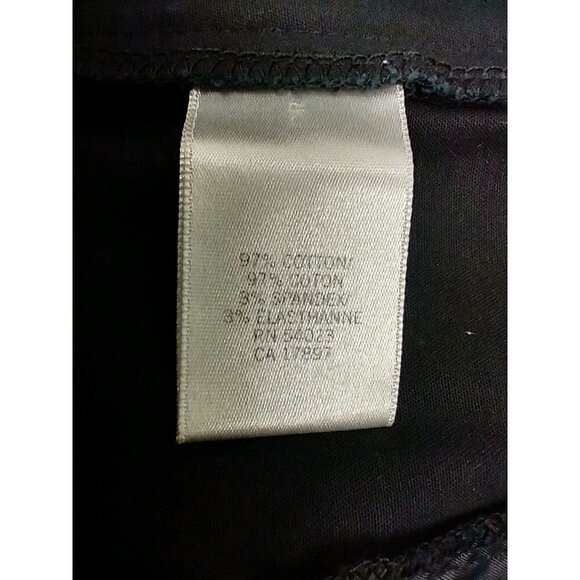 97% COTTON/
97% COTON
3% SPANDEX/
3% ELASTHANNE
RN 54023
CA 17897